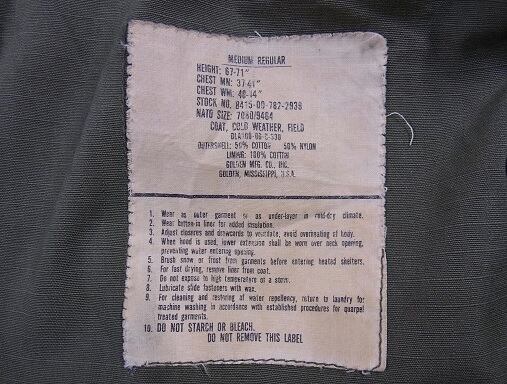 MEDIUM REGULAR
HEIGHT: 67-71"
CHEST MN: 37-41"
CHEST WM: 40-44"
STOCK NO. 8415-00-782-2939
NATO SIZE: 7080/9404
COAT, COLD WEATHER, FIELD
OUTERSHELL: 50% COTTON 50% NYLON
LINING: 100% COTTON
GOLDEN MFG. CO., INC.
GOLDEN, MISSISSIPPI, U.S.A.
1. Wear as outer garment or as under-layer in cold-dry climate.
2. Wear button-in liner for added insulation.
3. Adjust closures and drawcords to ventilate, avoid overheating of body.
4. When hood is used, lower extension shall be worn over neck opening,
preventing water entering opening.
5. Brush snow or frost from garments before entering heated shelters.
6. For fast drying, remove liner from coat.
7. Do not expose to high temperature of a stove.
8. Lubricate slide fasteners with wax.
9. For cleaning and restoring of water repellency, return to laundry for
machine washing in accordance with established procedures for quarpel
treated garments.
10. DO NOT STARCH OR BLEACH.
DO NOT REMOVE THIS LABEL